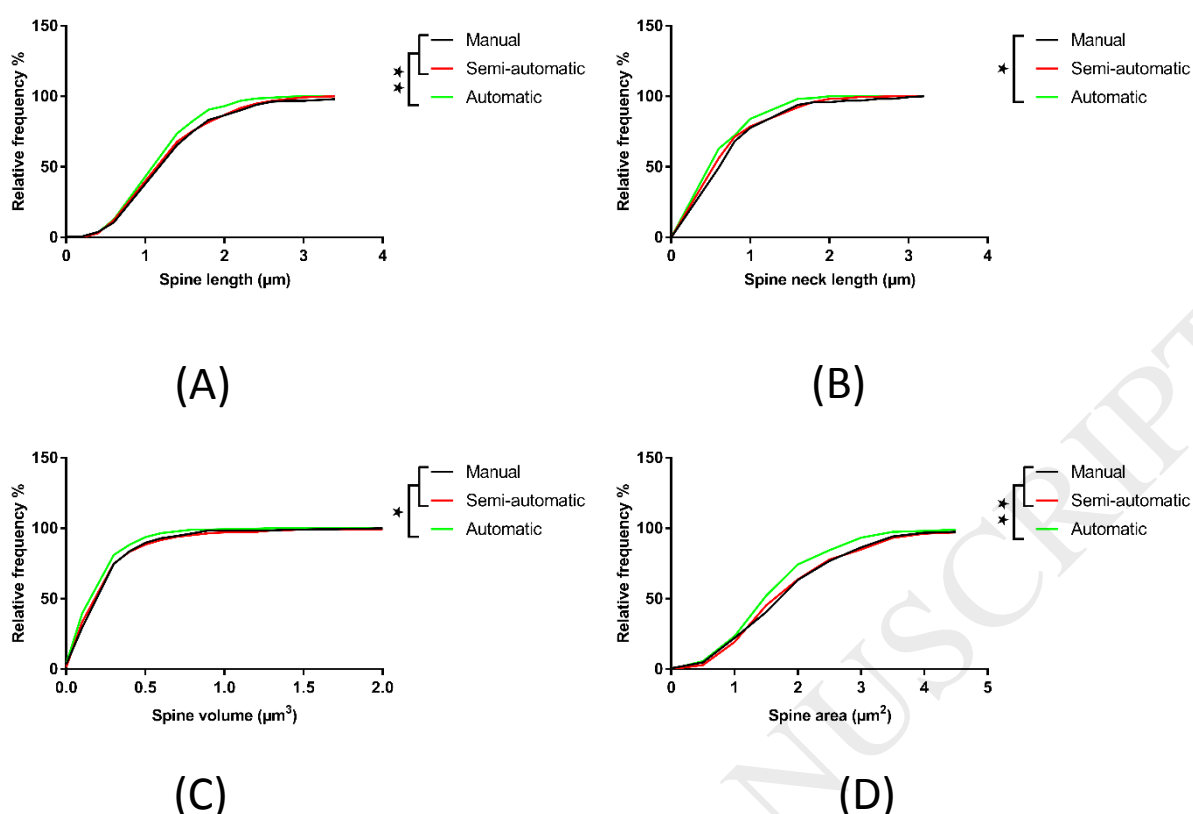 150
100
50
0
Relative frequency %
0 1 2 3 4
Spine length (µm)
Manual
Semi-automatic
Automatic
★★
(A)
150
100
50
0
Relative frequency %
0 1 2 3 4
Spine neck length (µm)
Manual
Semi-automatic
Automatic
★
(B)
150
100
50
0
Relative frequency %
0.0 0.5 1.0 1.5 2.0
Spine volume (µm³)
Manual
Semi-automatic
Automatic
★
(C)
150
100
50
0
Relative frequency %
0 1 2 3 4 5
Spine area (µm²)
Manual
Semi-automatic
Automatic
★★
(D)
NUSCRIPT